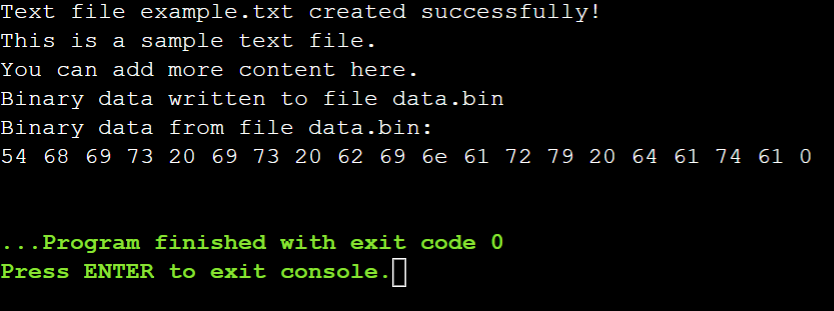 Text file example.txt created successfully!
This is a sample text file.
You can add more content here.
Binary data written to file data.bin
Binary data from file data.bin:
54 68 69 73 20 69 73 20 62 69 6e 61 72 79 20 64 61 74 61 0
...Program finished with exit code 0
Press ENTER to exit console.